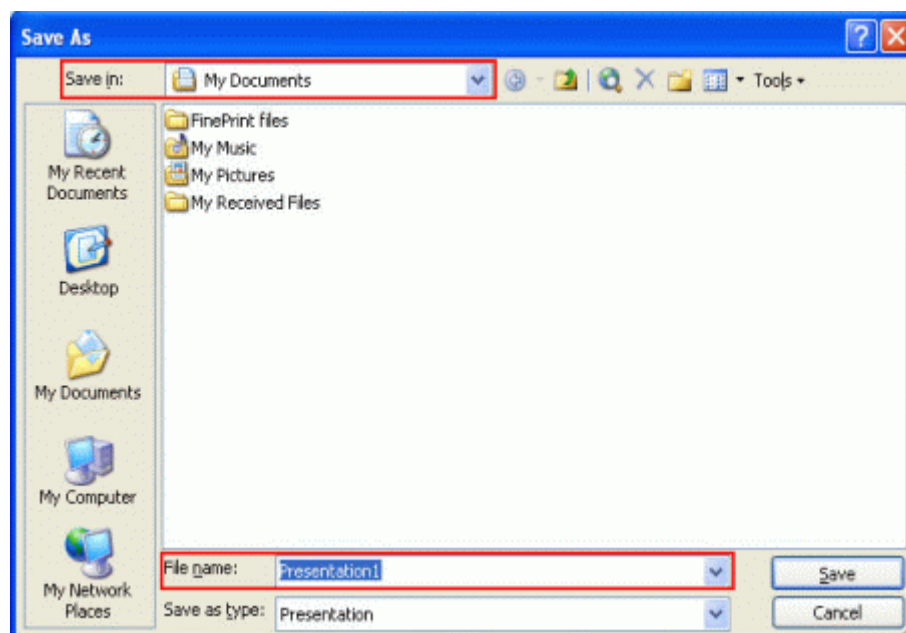 Save As
Save in: My Documents Tools
FinePrint files
My Music
My Pictures
My Received Files
My Recent
Documents
Desktop
My Documents
My Computer
My Network
Places
File name: Presentation1 Save
Save as type: Presentation Cancel